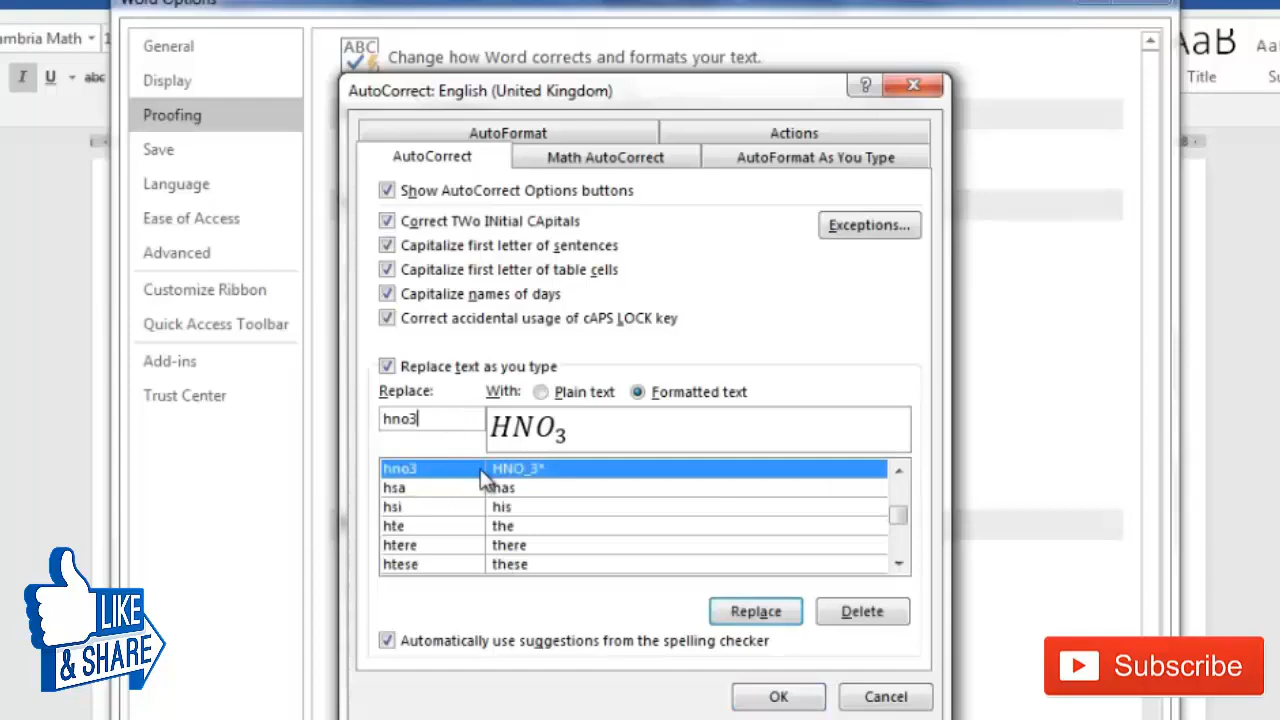 Word Options
ambria Math
I U abc
AaB
Title
General
Display
Proofing
Save
Language
Ease of Access
Advanced
Customize Ribbon
Quick Access Toolbar
Add-ins
Trust Center
ABC
Change how Word corrects and formats your text.
AutoCorrect: English (United Kingdom)
?
AutoFormat Actions
AutoCorrect Math AutoCorrect AutoFormat As You Type
Show AutoCorrect Options buttons
Correct TWo INitial CApitals
Exceptions...
Capitalize first letter of sentences
Capitalize first letter of table cells
Capitalize names of days
Correct accidental usage of cAPS LOCK key
Replace text as you type
Replace: With: Plain text Formatted text
hno3 HNO₃
hno3 HNO_3*
hsa has
hsi his
hte the
htere there
htese these
Replace Delete
Automatically use suggestions from the spelling checker
OK Cancel
LIKE
& SHARE
Subscribe